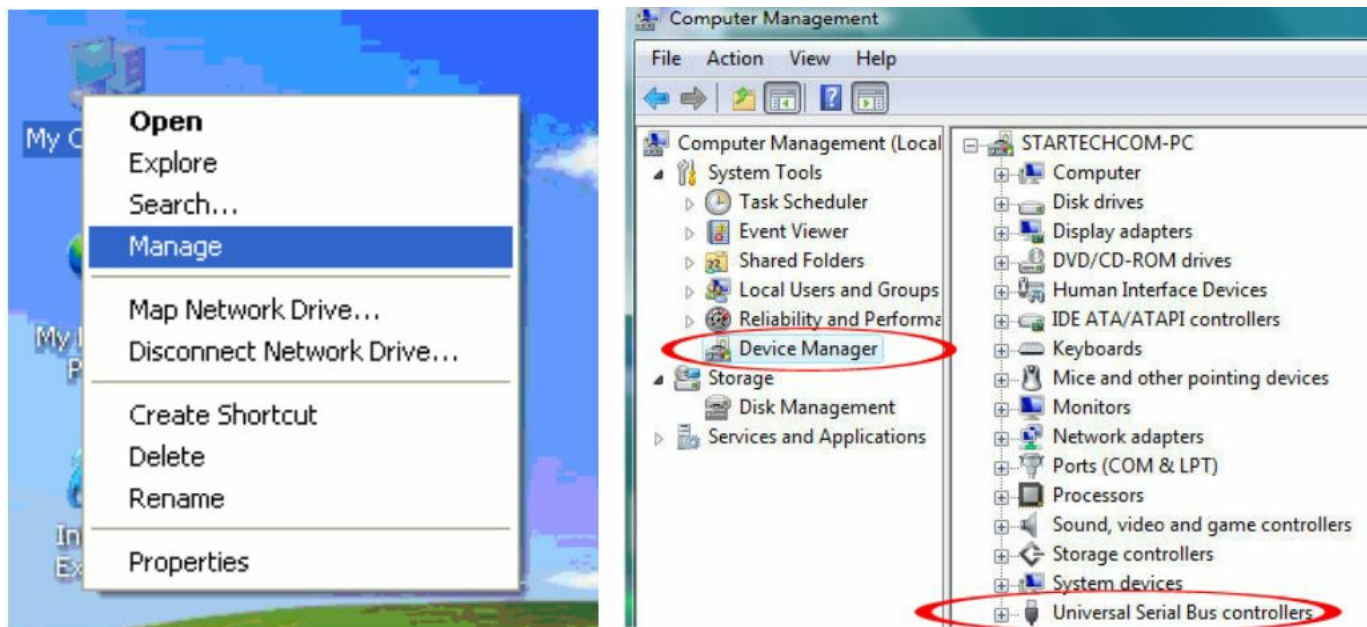 My C
Open
Explore
Search...
Manage
Map Network Drive...
Disconnect Network Drive...
Create Shortcut
Delete
Rename
Properties
My
P
In
Ex
Computer Management
File Action View Help
Computer Management (Local
System Tools
Task Scheduler
Event Viewer
Shared Folders
Local Users and Groups
Reliability and Performa
Device Manager
Storage
Disk Management
Services and Applications
STARTECHCOM-PC
Computer
Disk drives
Display adapters
DVD/CD-ROM drives
Human Interface Devices
IDE ATA/ATAPI controllers
Keyboards
Mice and other pointing devices
Monitors
Network adapters
Ports (COM & LPT)
Processors
Sound, video and game controllers
Storage controllers
System devices
Universal Serial Bus controllers